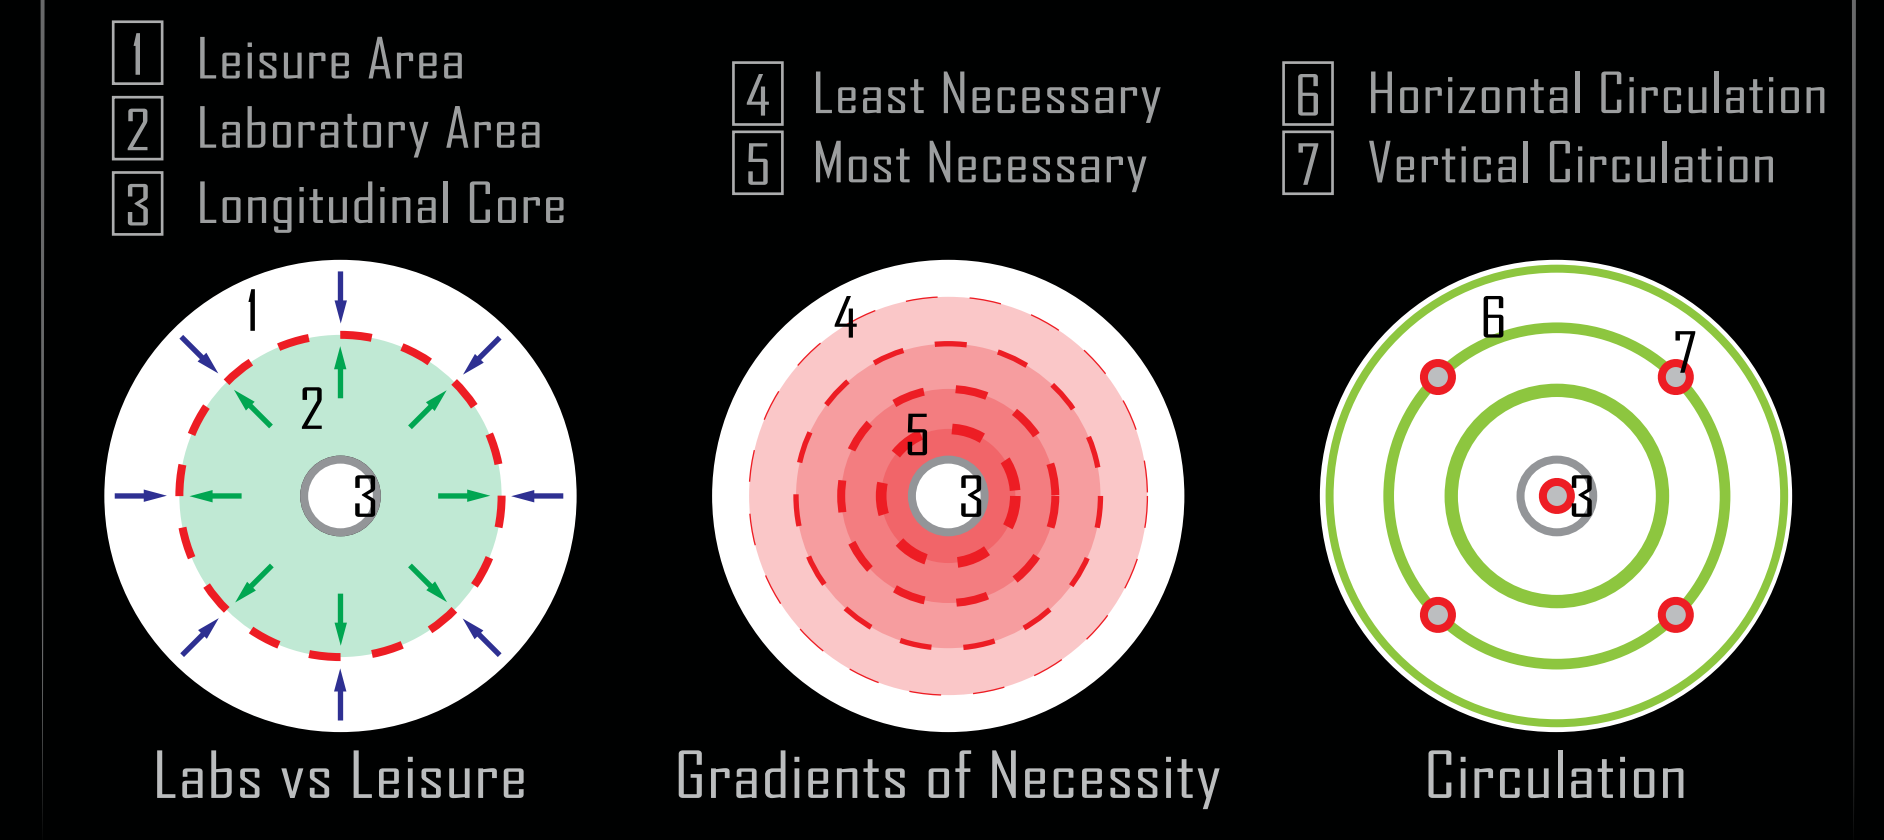 1 Leisure Area
2 Laboratory Area
3 Longitudinal Core
4 Least Necessary
5 Most Necessary
6 Horizontal Circulation
7 Vertical Circulation
1
2
3
Labs vs Leisure
4
5
3
Gradients of Necessity
6
7
3
Circulation